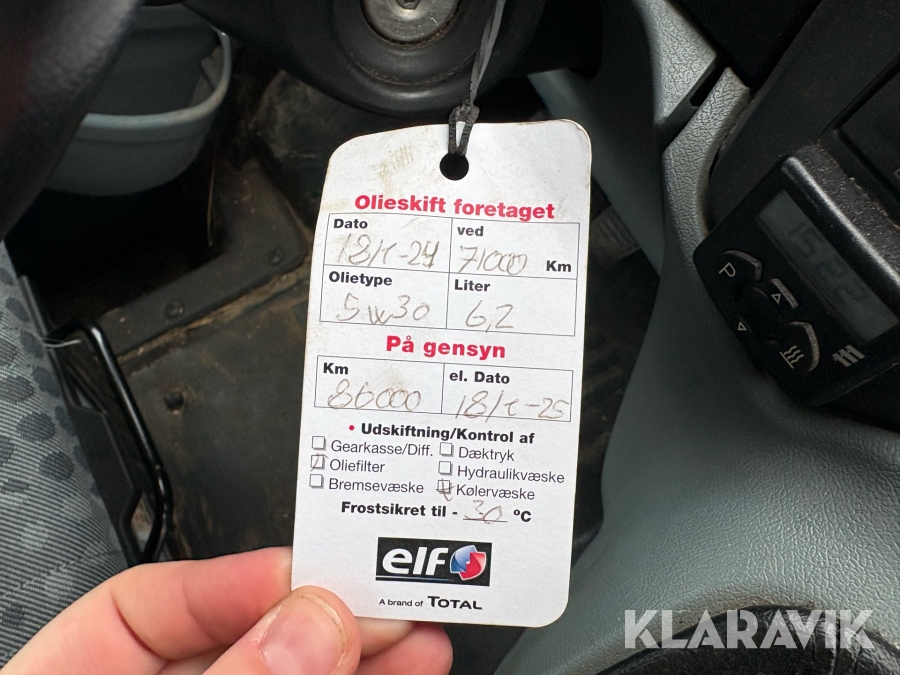 Olieskift foretaget
Dato ved
18/1-24 71000 Km
Olietype Liter
5w30 6,2
På gensyn
Km el. Dato
86000 18/1-25
• Udskiftning/Kontrol af
Gearkasse/Diff. Dæktryk
Oliefilter Hydraulikvæske
Bremsevæske Kølervæske
Frostsikret til - 30 °C
elf
A brand of TOTAL
P
KLARAVIK